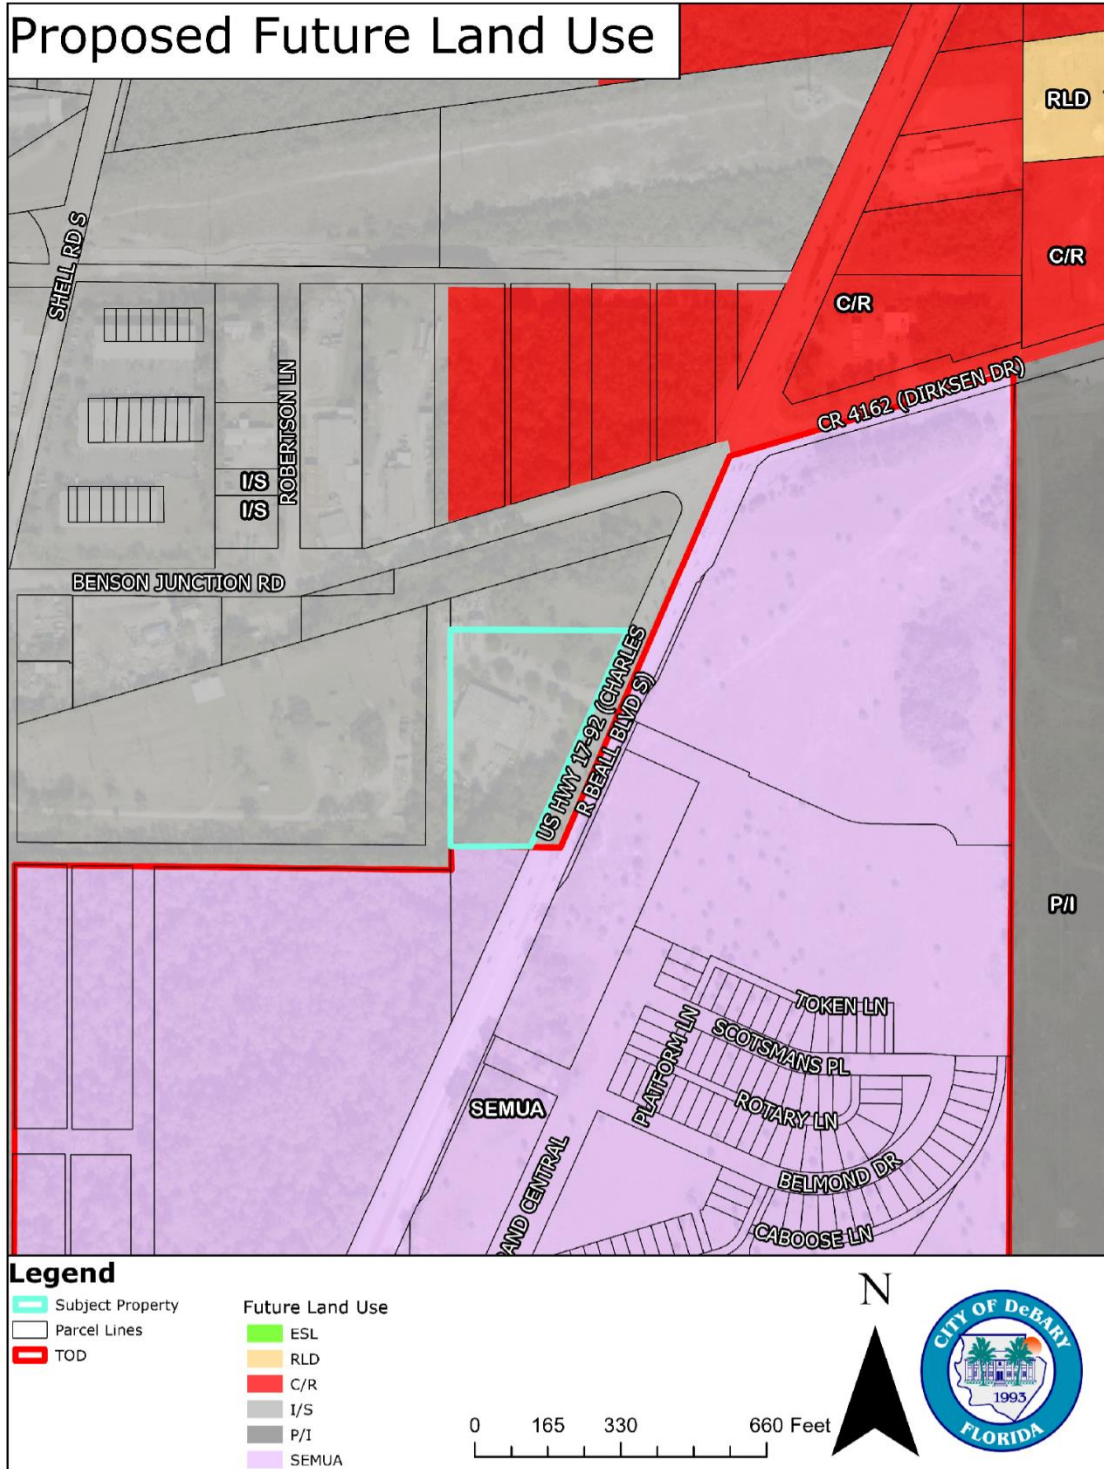 Proposed Future Land Use
RLD
SHELL RD S
C/R
C/R
ROBERTSON LN
CR 4162 (DIRKSEN DR)
I/S
I/S
BENSON JUNCTION RD
US HWY 17-92 (CHARLES
R BEALL BLVD S)
P/I
TOKEN LN
SCOTSMANS PL
PLATFORM LN
ROTARY LN
SEMUA
BELMOND DR
AND CENTRAL
CABOOSE LN
Legend
Subject Property
Parcel Lines
TOD
Future Land Use
ESL
RLD
C/R
I/S
P/I
SEMUA
0 165 330 660 Feet
N
CITY OF DeBARY
1993
FLORIDA